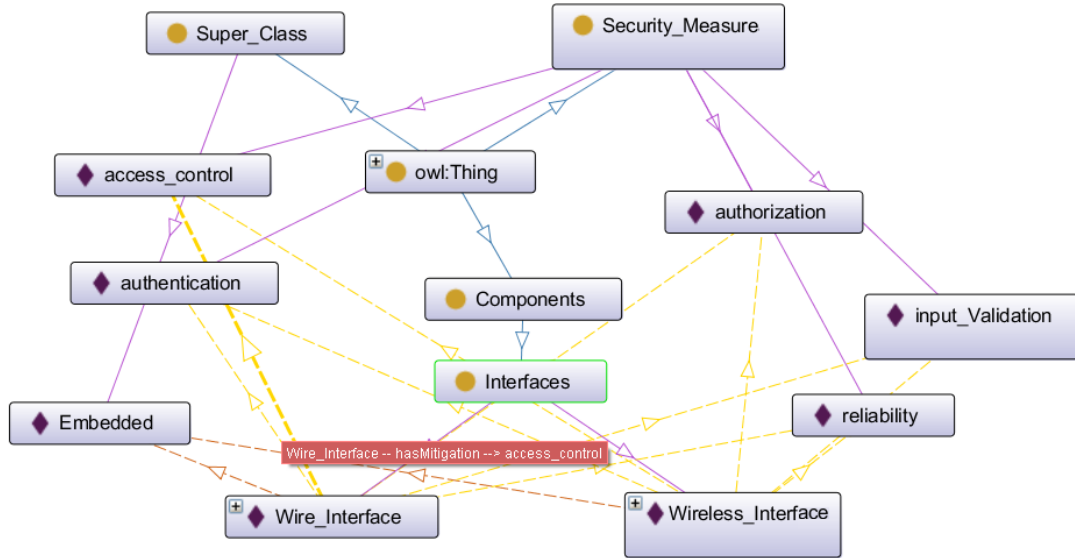 Super_Class
Security_Measure
access_control
owl:Thing
authorization
authentication
Components
input_Validation
Interfaces
Embedded
reliability
Wire_Interface -- hasMitigation --> access_control
Wire_Interface
Wireless_Interface